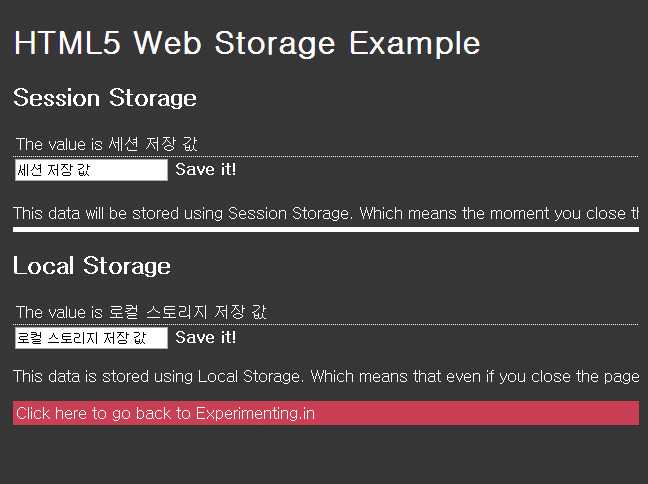 HTML5 Web Storage Example
Session Storage
The value is 세션 저장 값
세션 저장 값 Save it!
This data will be stored using Session Storage. Which means the moment you close
Local Storage
The value is 로컬 스토리지 저장 값
로컬 스토리지 저장 값 Save it!
This data is stored using Local Storage. Which means that even if you close the page
Click here to go back to Experimenting.in